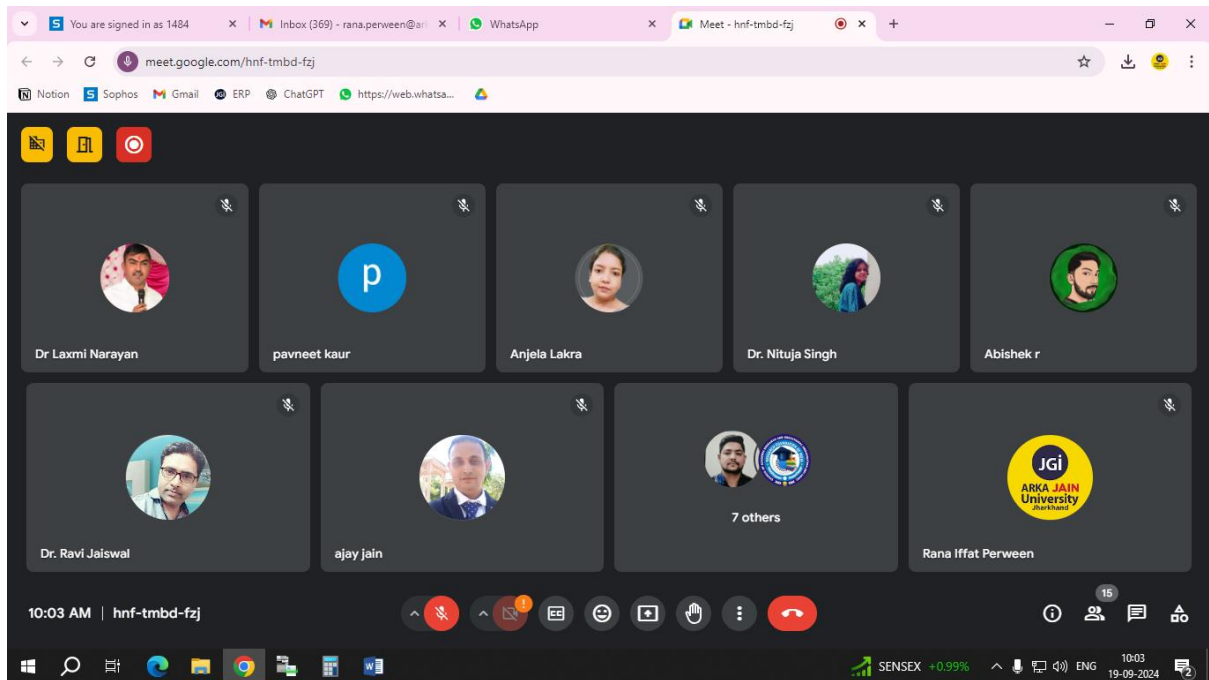 You are signed in as 1484
Inbox (369) - rana.perween@ar
WhatsApp
Meet - hnf-tmbd-fzj
meet.google.com/hnf-tmbd-fzj
Notion
Sophos
Gmail
ERP
ChatGPT
https://web.whatsa...
Dr Laxmi Narayan
p
pavneet kaur
Anjela Lakra
Dr. Nituja Singh
Abishek r
Dr. Ravi Jaiswal
ajay jain
7 others
JGi
ARKA JAIN
University
Jharkhand
Rana Iffat Perween
10:03 AM | hnf-tmbd-fzj
CC
15
SENSEX +0.99%
ENG
10:03
19-09-2024
2